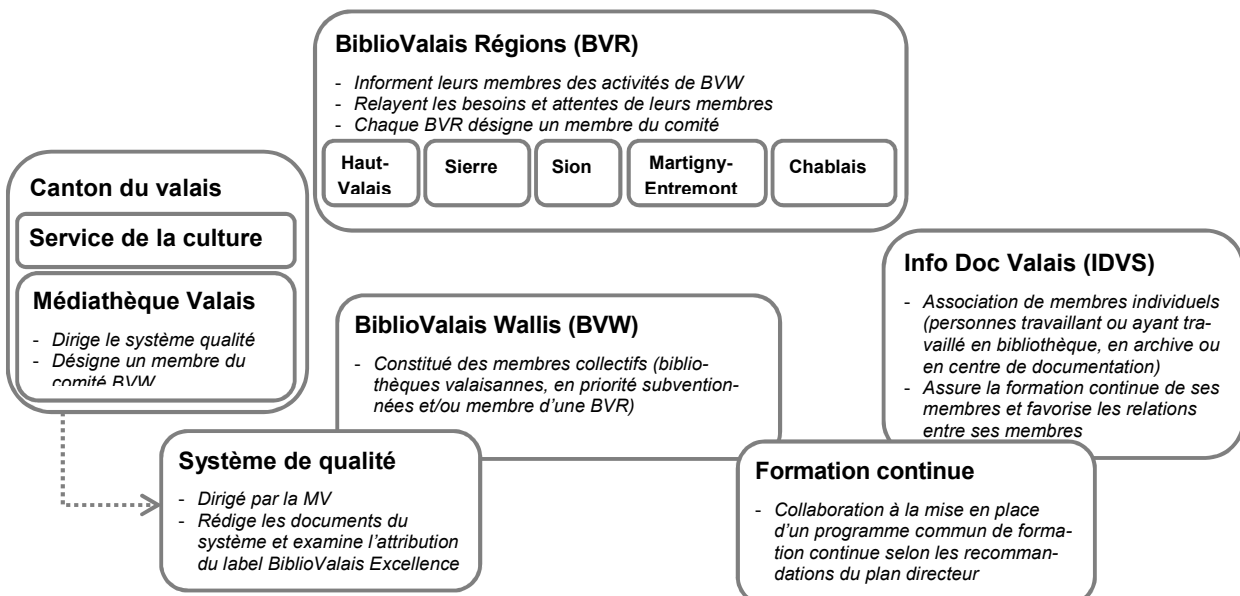 BiblioValais Régions (BVR)
- Informent leurs membres des activités de BVW
- Relayent les besoins et attentes de leurs membres
- Chaque BVR désigne un membre du comité
Haut-
Valais
Sierre
Sion
Martigny-
Entremont
Chablais
Canton du valais
Service de la culture
Médiathèque Valais
- Dirige le système qualité
- Désigne un membre du
comité BVW
BiblioValais Wallis (BVW)
- Constitué des membres collectifs (biblio-
thèques valaisannes, en priorité subvention-
nées et/ou membre d'une BVR)
Info Doc Valais (IDVS)
- Association de membres individuels
(personnes travaillant ou ayant tra-
vaillé en bibliothèque, en archive ou
en centre de documentation)
- Assure la formation continue de ses
membres et favorise les relations
entre ses membres
Système de qualité
- Dirigé par la MV
- Rédige les documents du
système et examine l'attribution
du label BiblioValais Excellence
Formation continue
- Collaboration à la mise en place
d'un programme commun de for-
mation continue selon les recomman-
dations du plan directeur